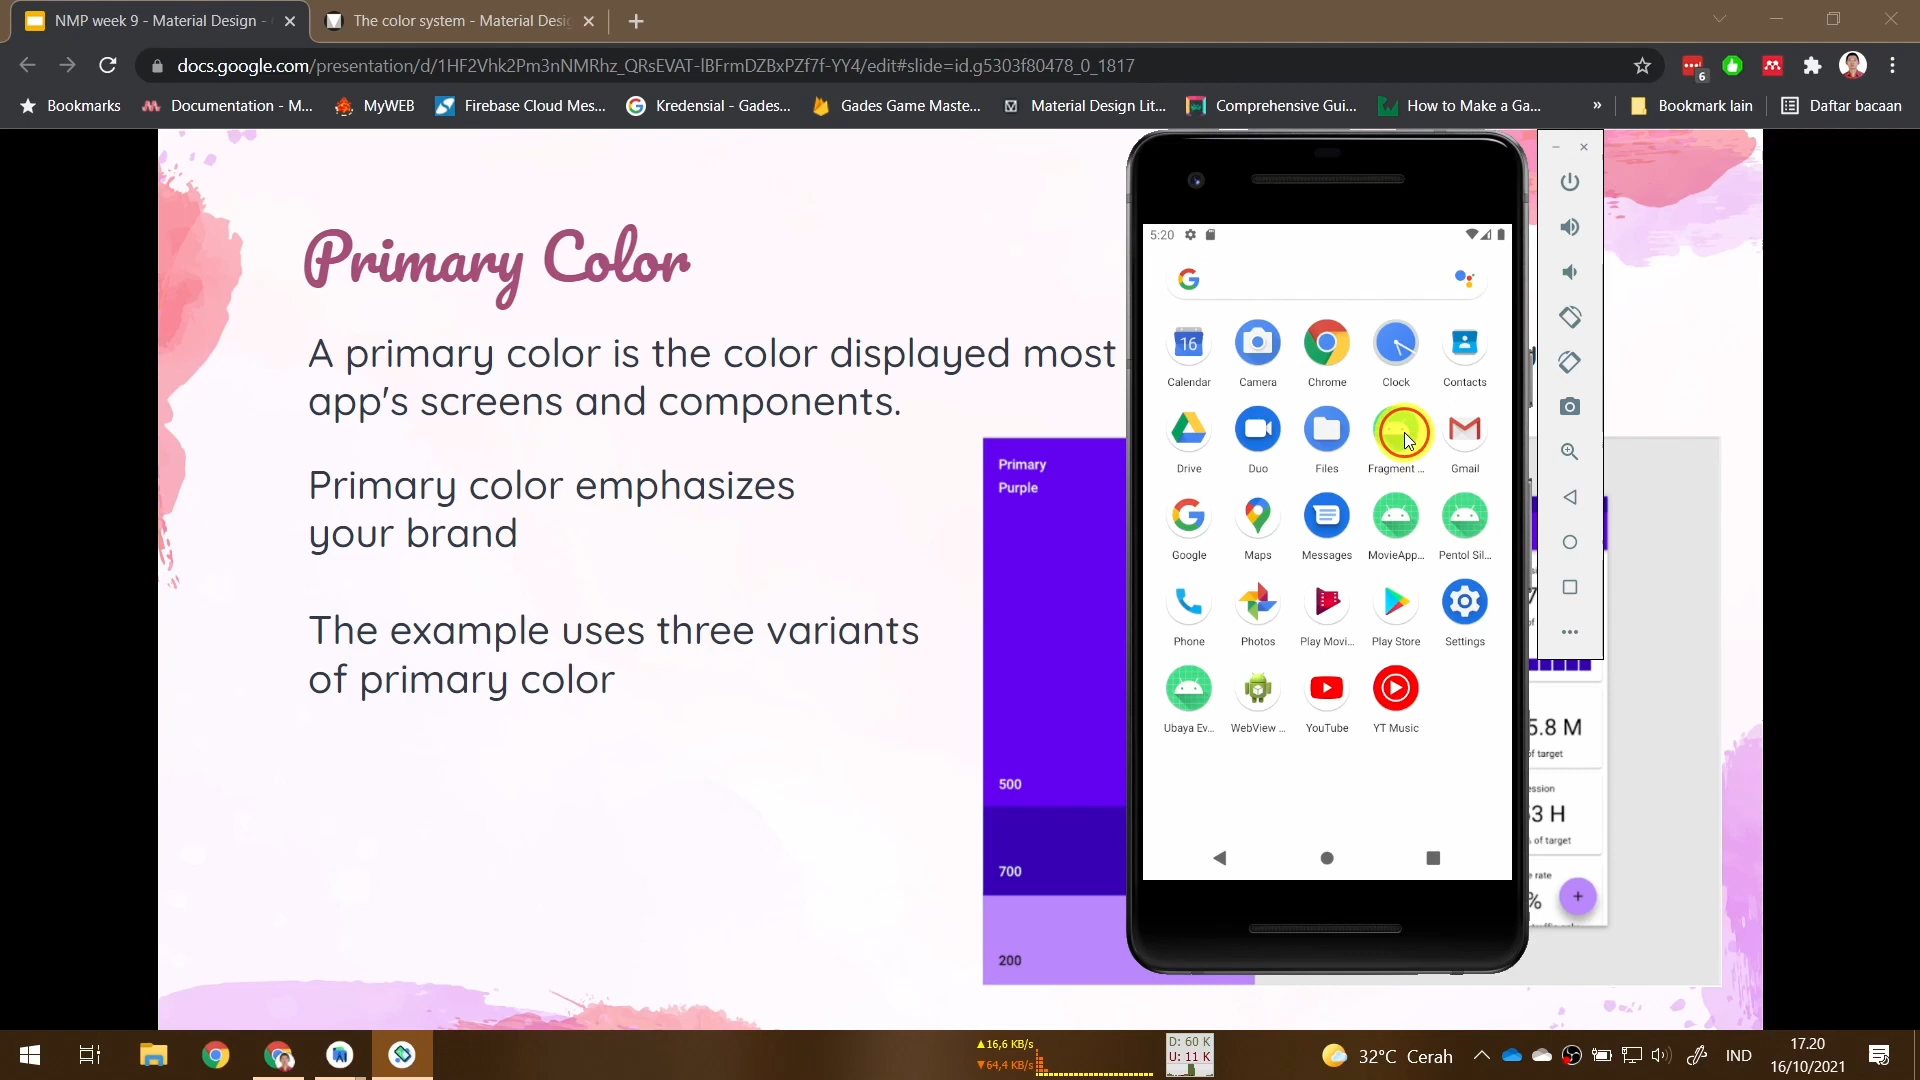 NMP week 9 - Material Design -
The color system - Material Desi
docs.google.com/presentation/d/1HF2Vhk2Pm3nNMRhz_QRsEVAT-lBFrmDZBxPZf7f-YY4/edit#slide=id.g5303f80478_0_1817
6
Bookmarks
Documentation - M...
MyWEB
Firebase Cloud Mes...
Kredensial - Gades...
Gades Game Maste...
Material Design Lit...
Comprehensive Gui...
How to Make a Ga...
»
Bookmark lain
Daftar bacaan
Primary Color
A primary color is the color displayed most
app's screens and components.
Primary color emphasizes
your brand
The example uses three variants
of primary color
Primary
Purple
500
700
200
5:20
16
Calendar
Camera
Chrome
Clock
Contacts
Drive
Duo
Files
Fragment ...
Gmail
Google
Maps
Messages
MovieApp...
Pentol Sil...
Phone
Photos
Play Movi...
Play Store
Settings
Ubaya Ev...
WebView ...
YouTube
YT Music
5.8 M
of target
ession
53 H
of target
e rate
%
+
16,6 KB/s
64,4 KB/s
D: 60 K
U: 11 K
32°C Cerah
IND
17.20
16/10/2021